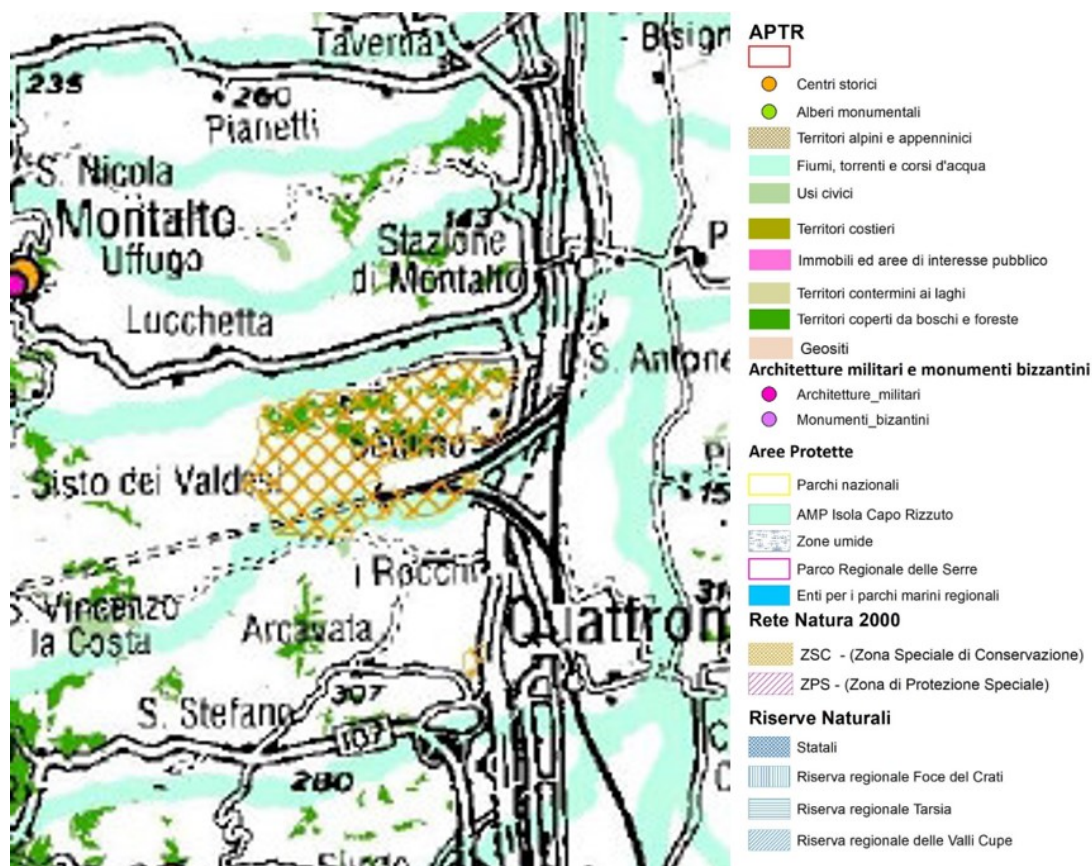 Taverna
- Bisign
235
260
Pianetti
S. Nicola
Montalto
Uffugo
143
Stazione
di Montalto
P
Lucchetta
S. Antone
Settimo
Sisto dei Valdesi
15
i Rocchi
S. Vincenzo
la Costa
Arcavata
Quattrom
31
307
S. Stefano
107
280
APTR
Centri storici
Alberi monumentali
Territori alpini e appenninici
Fiumi, torrenti e corsi d'acqua
Usi civici
Territori costieri
Immobili ed aree di interesse pubblico
Territori contermini ai laghi
Territori coperti da boschi e foreste
Geositi
Architetture militari e monumenti bizzantini
Architetture_militari
Monumenti_bizantini
Aree Protette
Parchi nazionali
AMP Isola Capo Rizzuto
Zone umide
Parco Regionale delle Serre
Enti per i parchi marini regionali
Rete Natura 2000
ZSC - (Zona Speciale di Conservazione)
ZPS - (Zona di Protezione Speciale)
Riserve Naturali
Statali
Riserva regionale Foce del Crati
Riserva regionale Tarsia
Riserva regionale delle Valli Cupe